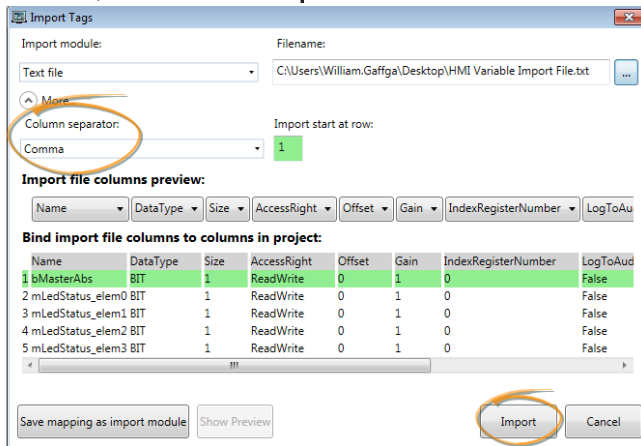 Import Tags
Import module: Filename:
Text file C:\Users\William.Gaffga\Desktop\HMI Variable Import File.txt ...
More...
Column separator: Import start at row:
Comma 1
Import file columns preview:
Name DataType Size AccessRight Offset Gain IndexRegisterNumber LogToAu
Bind import file columns to columns in project:
Name DataType Size AccessRight Offset Gain IndexRegisterNumber LogToAud
1 bMasterAbs BIT 1 ReadWrite 0 1 0 False
2 mLedStatus_elem0 BIT 1 ReadWrite 0 1 0 False
3 mLedStatus_elem1 BIT 1 ReadWrite 0 1 0 False
4 mLedStatus_elem2 BIT 1 ReadWrite 0 1 0 False
5 mLedStatus_elem3 BIT 1 ReadWrite 0 1 0 False
Save mapping as import module Show Preview Import Cancel